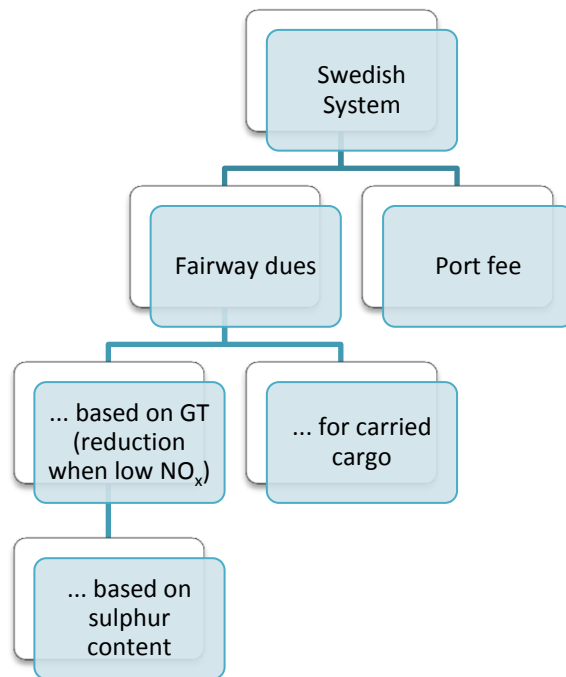 Swedish
System
Fairway dues
Port fee
... based on GT
(reduction
when low NOₓ)
... for carried
cargo
... based on
sulphur
content